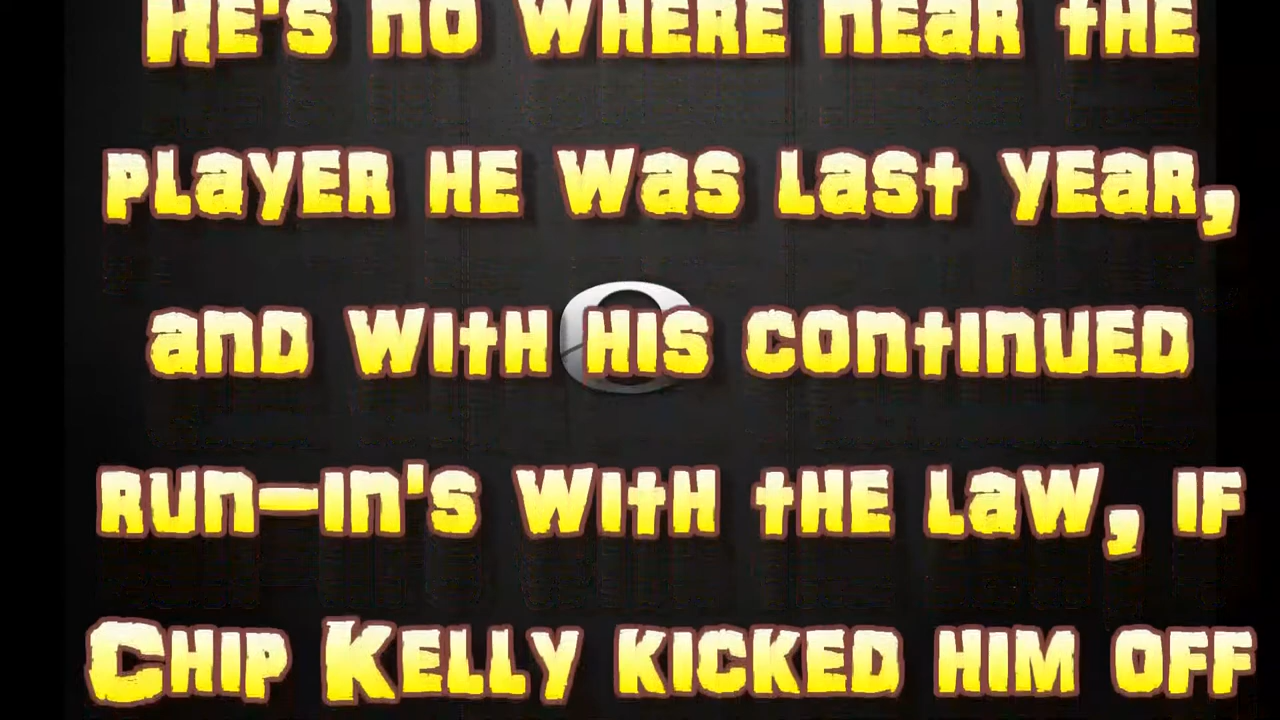 He's no where near the
player he was last year,
and with his continued
run-in's with the law, if
Chip Kelly kicked him off